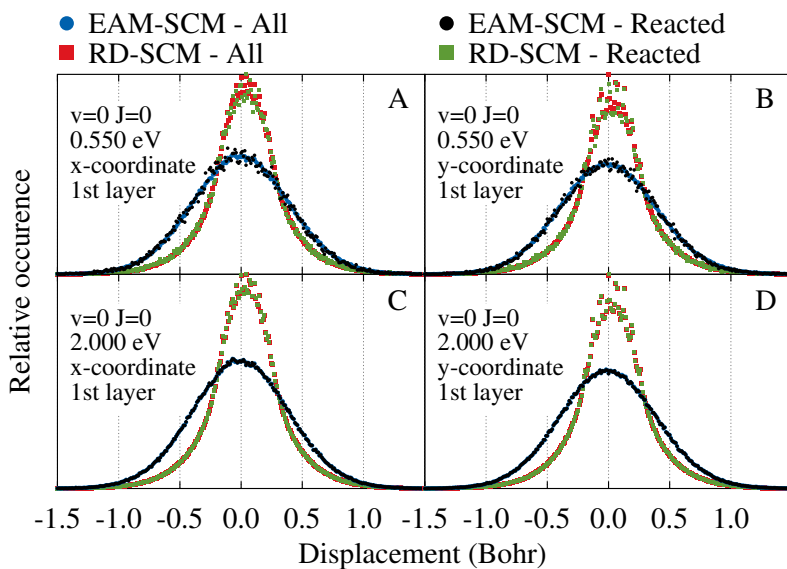 EAM-SCM - All
EAM-SCM - Reacted
RD-SCM - All
RD-SCM - Reacted
A
v=0 J=0
0.550 eV
x-coordinate
1st layer
B
v=0 J=0
0.550 eV
y-coordinate
1st layer
C
v=0 J=0
2.000 eV
x-coordinate
1st layer
D
v=0 J=0
2.000 eV
y-coordinate
1st layer
Relative occurence
-1.5 -1.0 -0.5 0.0 0.5 1.0 -1.5 -1.0 -0.5 0.0 0.5 1.0
Displacement (Bohr)